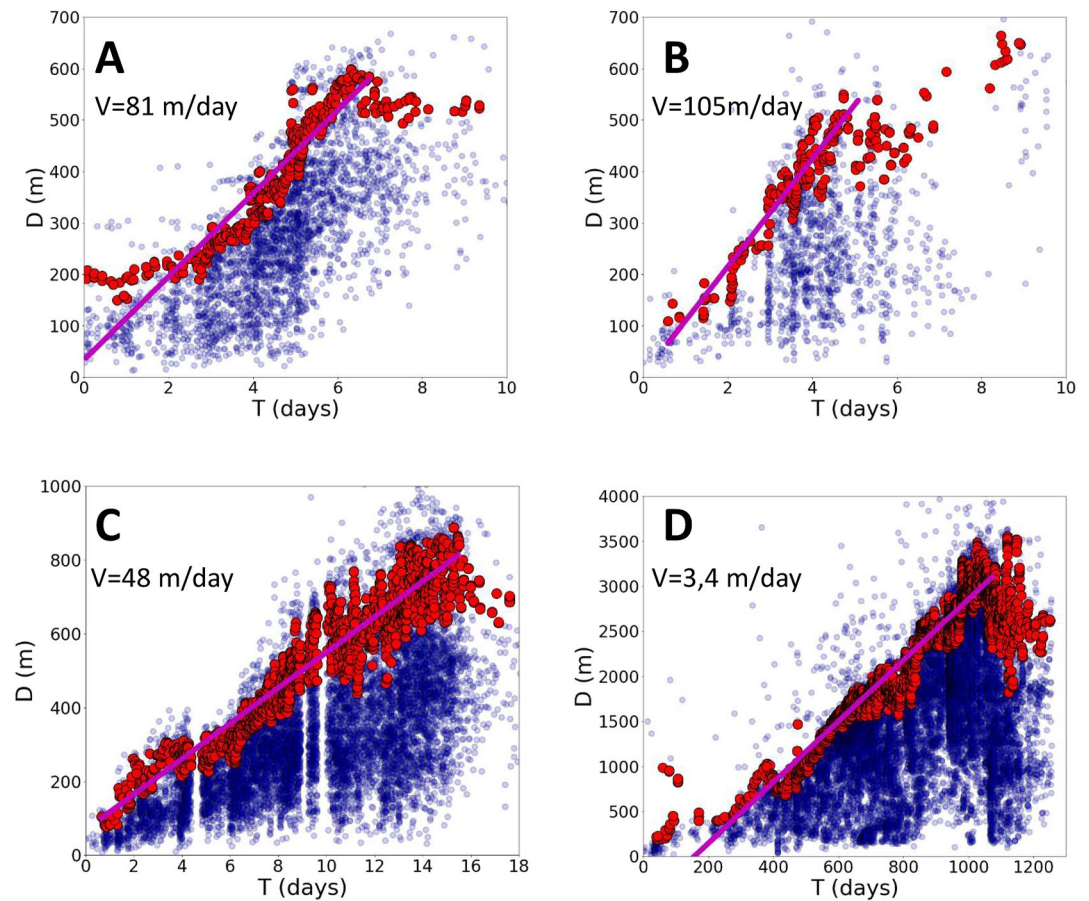 A
V=81 m/day
D (m)
700
600
500
400
300
200
100
0
0 2 4 6 8 10
T (days)
B
V=105m/day
D (m)
700
600
500
400
300
200
100
0
0 2 4 6 8 10
T (days)
C
V=48 m/day
D (m)
1000
800
600
400
200
0
0 2 4 6 8 10 12 14 16 18
T (days)
D
V=3,4 m/day
D (m)
4000
3500
3000
2500
2000
1500
1000
500
0
0 200 400 600 800 1000 1200
T (days)